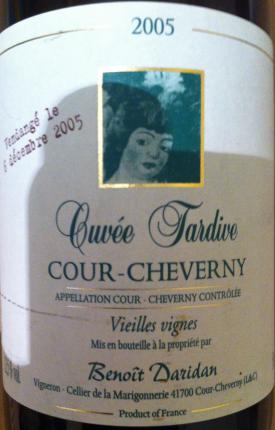 2005
Vendangé le
6 décembre 2005
Cuvée Tardive
COUR-CHEVERNY
APPELLATION COUR - CHEVERNY CONTRÔLÉE
Vieilles vignes
Mis en bouteille à la propriété par
Benoît Daridan
Vigneron - Cellier de la Marigonnerie 41700 Cour-Cheverny (L&C)
Product of France